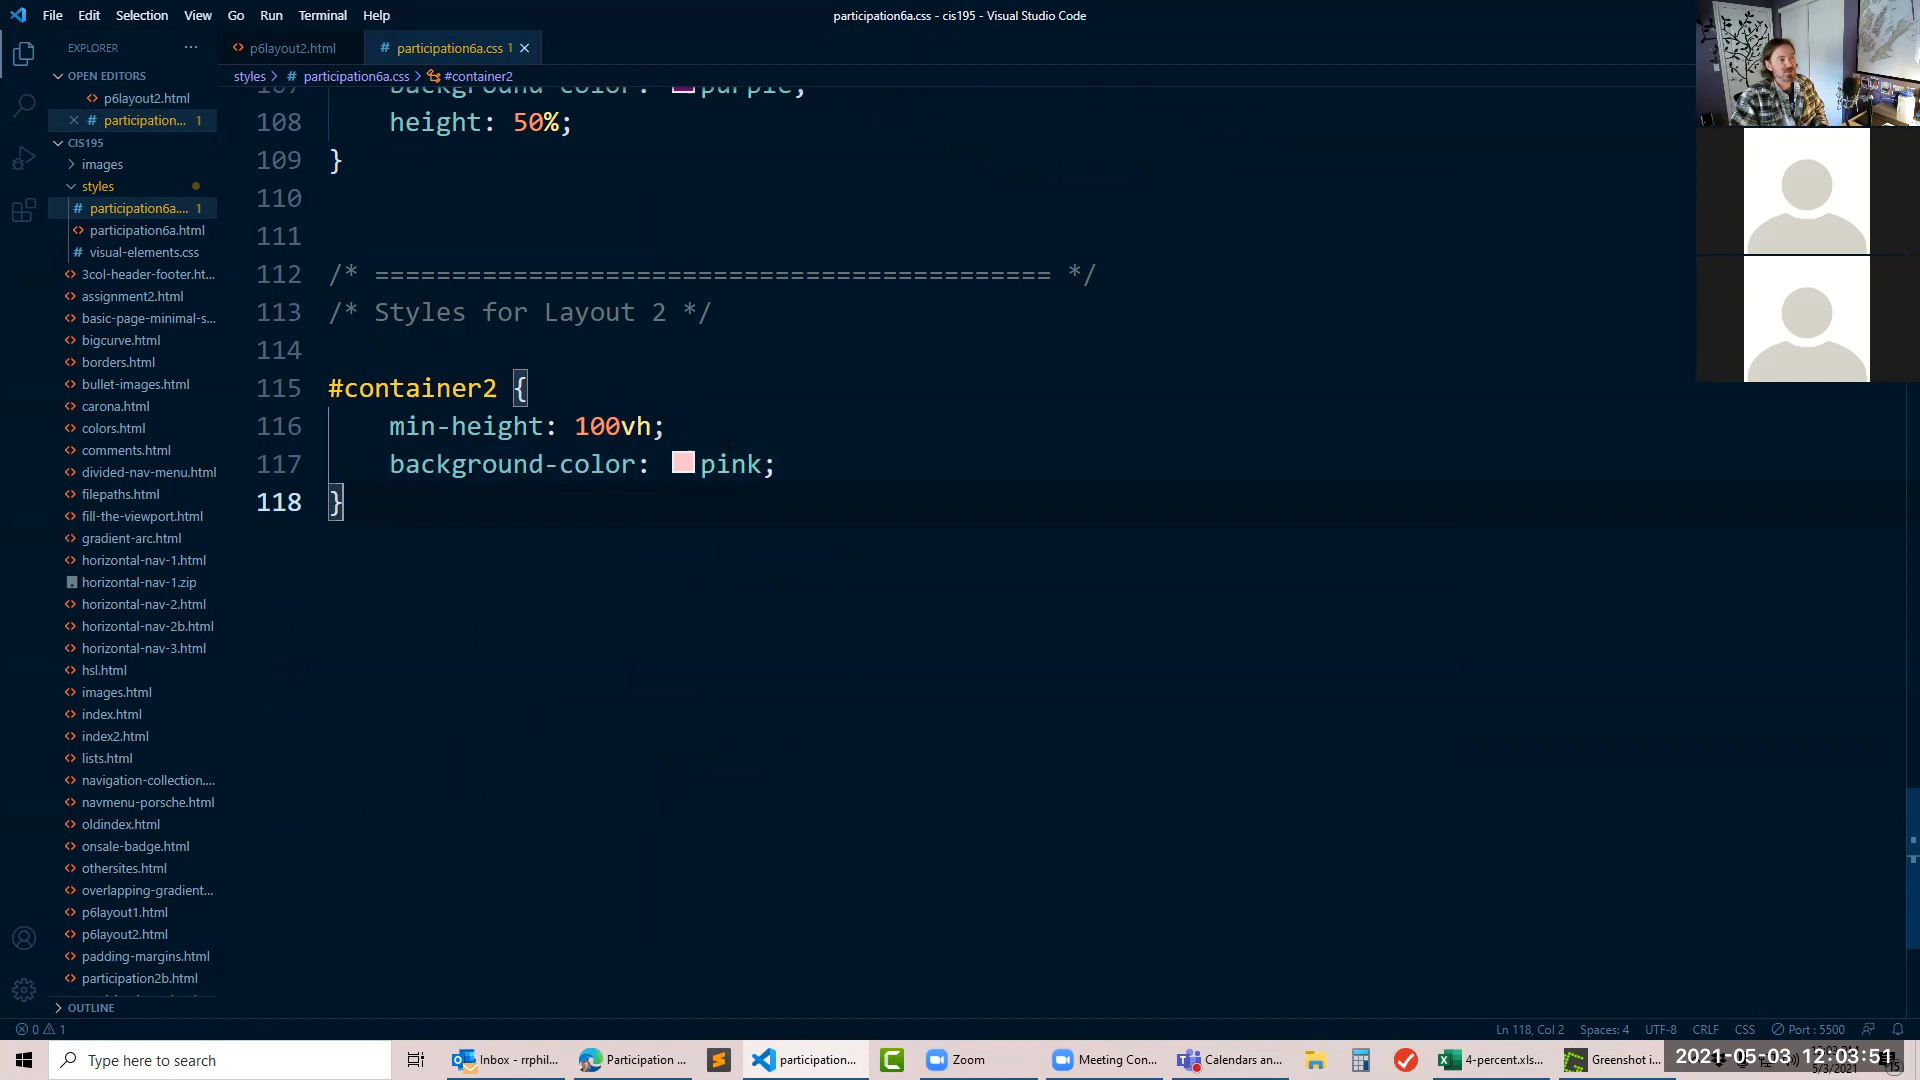 File Edit Selection View Go Run Terminal Help
participation6a.css - cis195 - Visual Studio Code
EXPLORER ···
p6layout2.html
# participation6a.css 1
styles > # participation6a.css > #container2
OPEN EDITORS
p6layout2.html
# participation... 1
CIS195
images
styles
# participation6a.... 1
participation6a.html
# visual-elements.css
3col-header-footer.ht...
assignment2.html
basic-page-minimal-s...
bigcurve.html
borders.html
bullet-images.html
carona.html
colors.html
comments.html
divided-nav-menu.html
filepaths.html
fill-the-viewport.html
gradient-arc.html
horizontal-nav-1.html
horizontal-nav-1.zip
horizontal-nav-2.html
horizontal-nav-2b.html
horizontal-nav-3.html
hsl.html
images.html
index.html
index2.html
lists.html
navigation-collection....
navmenu-porsche.html
oldindex.html
onsale-badge.html
othersites.html
overlapping-gradient...
p6layout1.html
p6layout2.html
padding-margins.html
participation2b.html
OUTLINE
107 background-color: purple;
108 height: 50%;
109 }
110
111
112 /* ============================================ */
113 /* Styles for Layout 2 */
114
115 #container2 {
116 min-height: 100vh;
117 background-color: pink;
118 }
0 1
Ln 118, Col 2 Spaces: 4 UTF-8 CRLF CSS Port : 5500
Type here to search
Inbox - rrphil...
Participation ...
participation...
Zoom
Meeting Con...
Calendars an...
4-percent.xls...
Greenshot i...
2021-05-03 12:03:51
5/3/2021
15